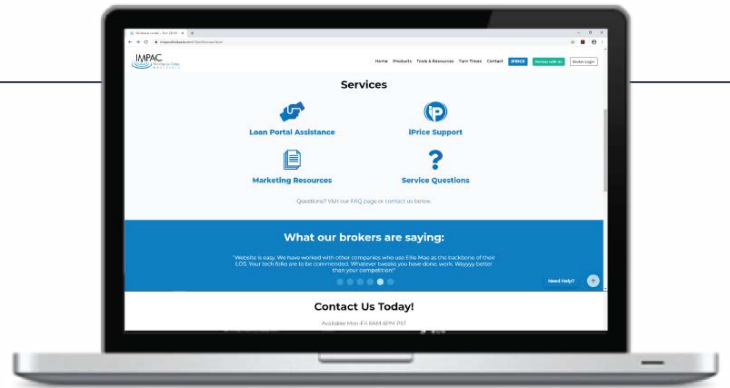 IMPAC
Home Products Tools & Resources Turn Times Contact IPRICE Broker Login
Services
Loan Portal Assistance
iPrice Support
Marketing Resources
Service Questions
Questions? Visit our FAQ page or contact us below.
What our brokers are saying:
"Website is easy. We have worked with other companies who use Ellie Mae as the backbone of their
LOS. Your tech folks are to be commended. Whatever tweaks you have done, work. Wayyyy better
than your competition!"
Need Help?
Contact Us Today!
Available Mon-Fri 8AM-6PM PST